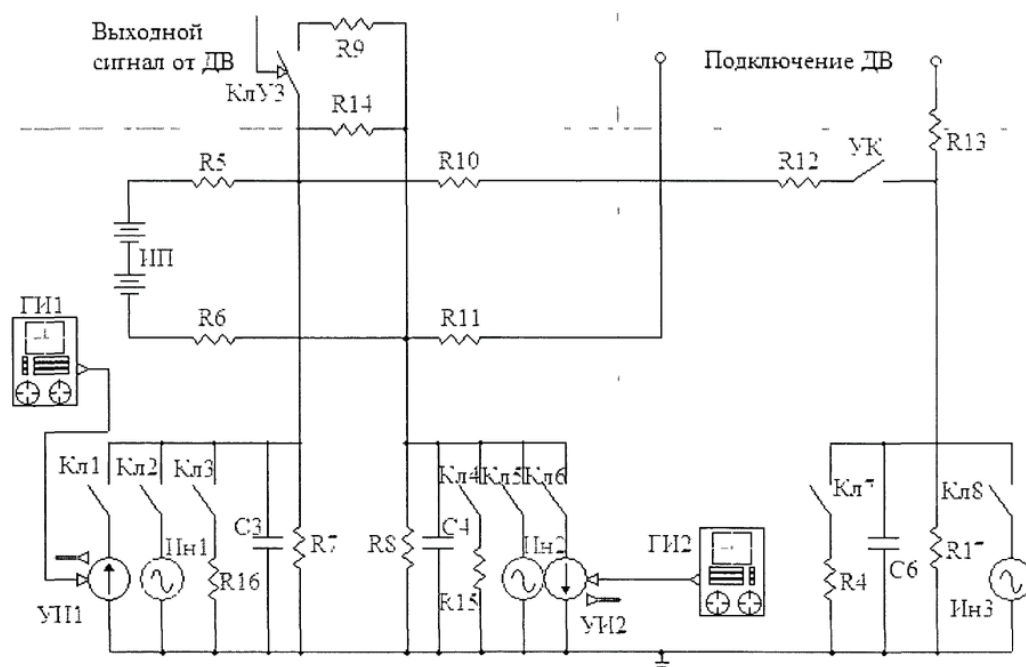 Выходной
сигнал от ДВ
КлУ3
R9
R14
Подключение ДВ
R13
R5
R10
R12
УК
ИП
ГИ1
R6
R11
Кл1
Кл2
Кл3
C3
R7
R8
C4
Кл4
Кл5
Кл6
Ин1
R16
УИ1
R15
Ин2
УИ2
ГИ2
Кл7
R4
C6
R17
Кл8
Ин3